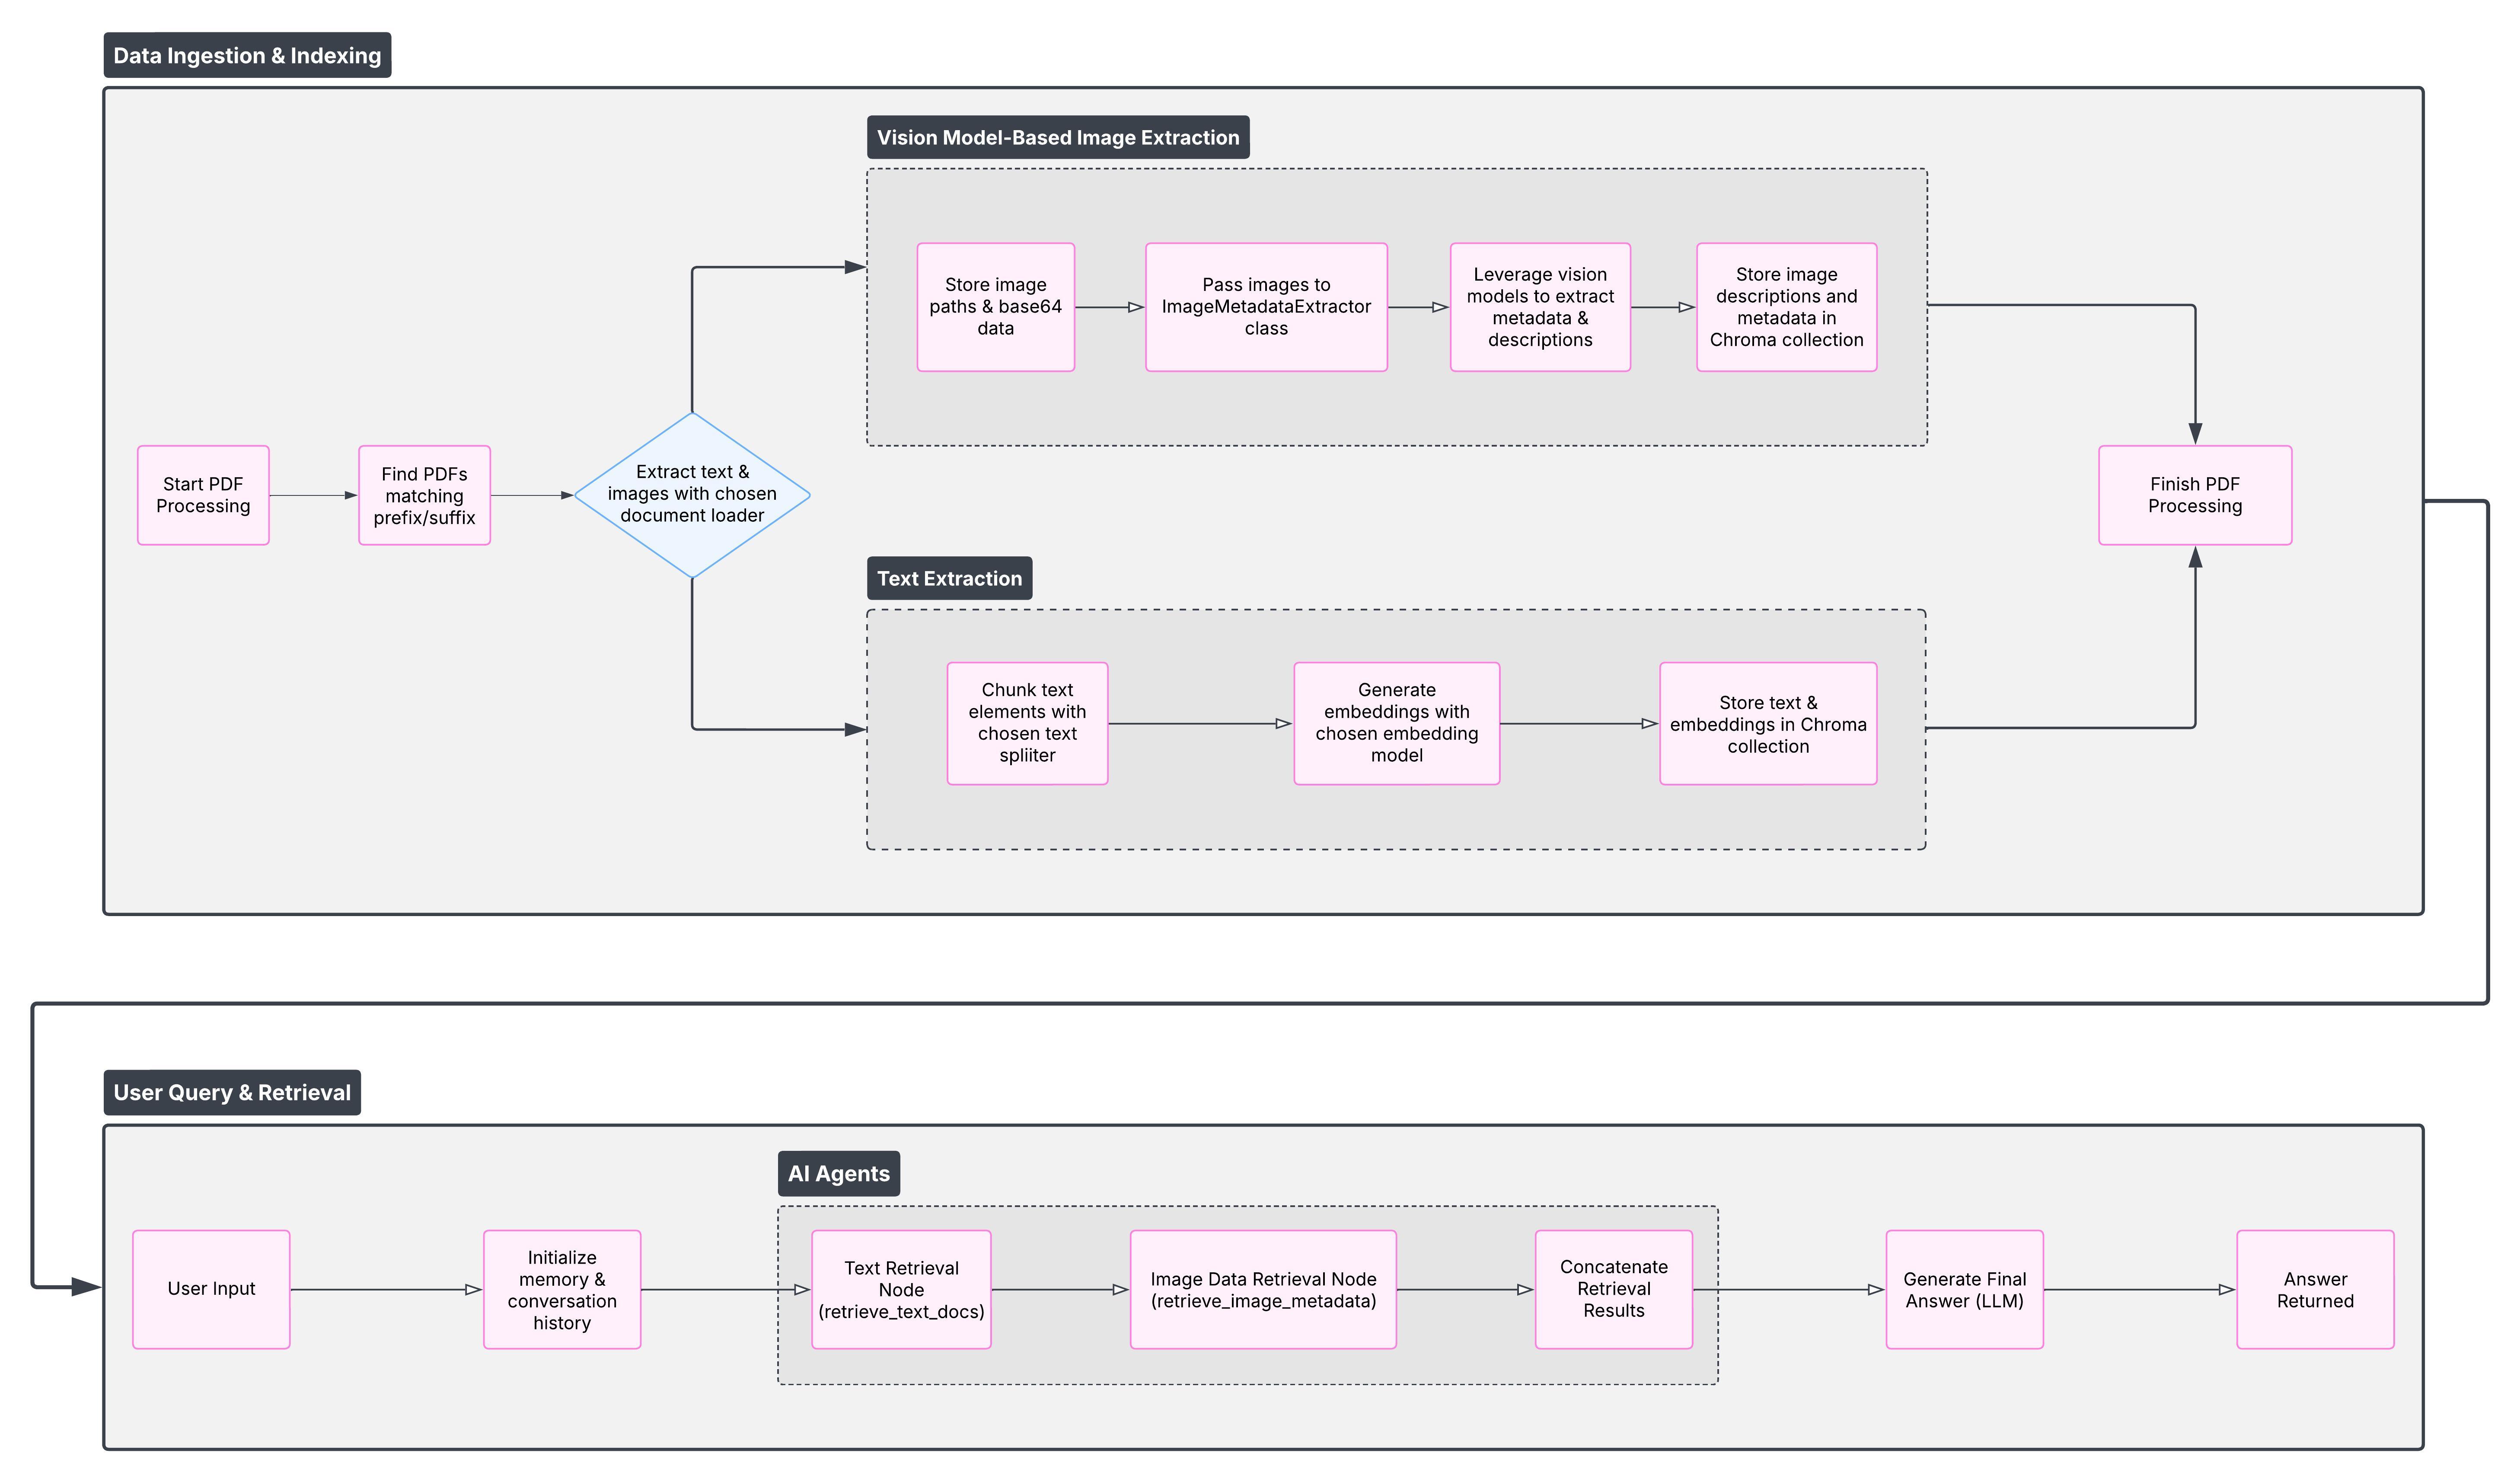 Data Ingestion & Indexing
Vision Model-Based Image Extraction
Store image
paths & base64
data
Pass images to
ImageMetadataExtractor
class
Leverage vision
models to extract
metadata &
descriptions
Store image
descriptions and
metadata in
Chroma collection
Start PDF
Processing
Find PDFs
matching
prefix/suffix
Extract text &
images with chosen
document loader
Finish PDF
Processing
Text Extraction
Chunk text
elements with
chosen text
spliiter
Generate
embeddings with
chosen embedding
model
Store text &
embeddings in Chroma
collection
User Query & Retrieval
AI Agents
User Input
Initialize
memory &
conversation
history
Text Retrieval
Node
(retrieve_text_docs)
Image Data Retrieval Node
(retrieve_image_metadata)
Concatenate
Retrieval
Results
Generate Final
Answer (LLM)
Answer
Returned